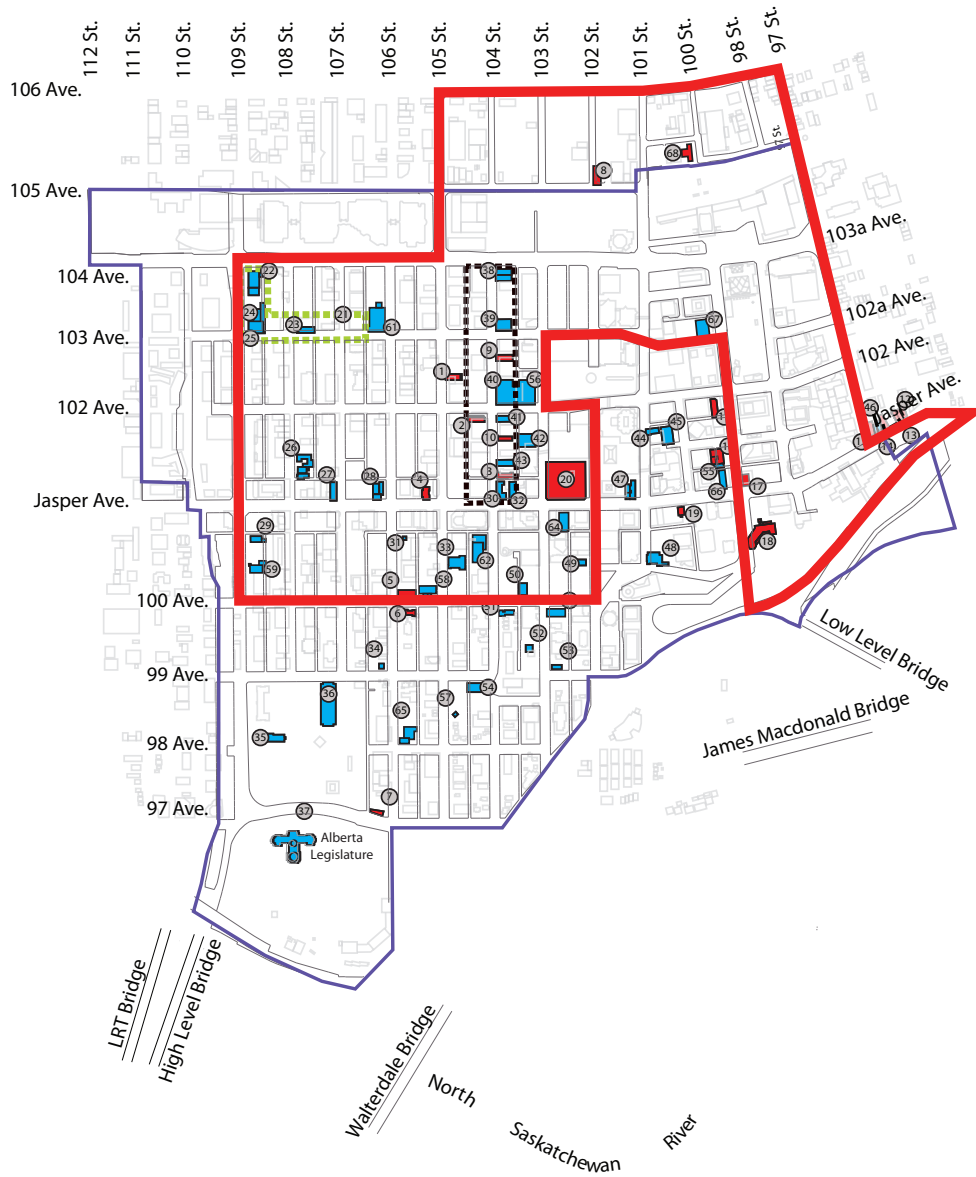 112 St.
111 St.
110 St.
109 St.
108 St.
107 St.
106 St.
105 St.
104 St.
103 St.
102 St.
101 St.
100 St.
98 St.
97 St.
106 Ave.
97 St.
68
8
105 Ave.
103a Ave.
104 Ave.
22
38
24
23
21
61
39
67
102a Ave.
103 Ave.
25
9
102 Ave.
1
40
56
102 Ave.
46
Jasper Ave.
2
41
10
42
44
45
13
14
26
43
3
27
28
4
20
47
55
Jasper Ave.
30
32
66
17
29
31
33
64
19
18
59
62
49
48
5
58
50
100 Ave.
6
51
52
34
53
Low Level Bridge
99 Ave.
36
54
57
65
James Macdonald Bridge
35
98 Ave.
7
97 Ave.
37
Alberta
Legislature
LRT Bridge
High Level Bridge
Walterdale Bridge
North
Saskatchewan
River